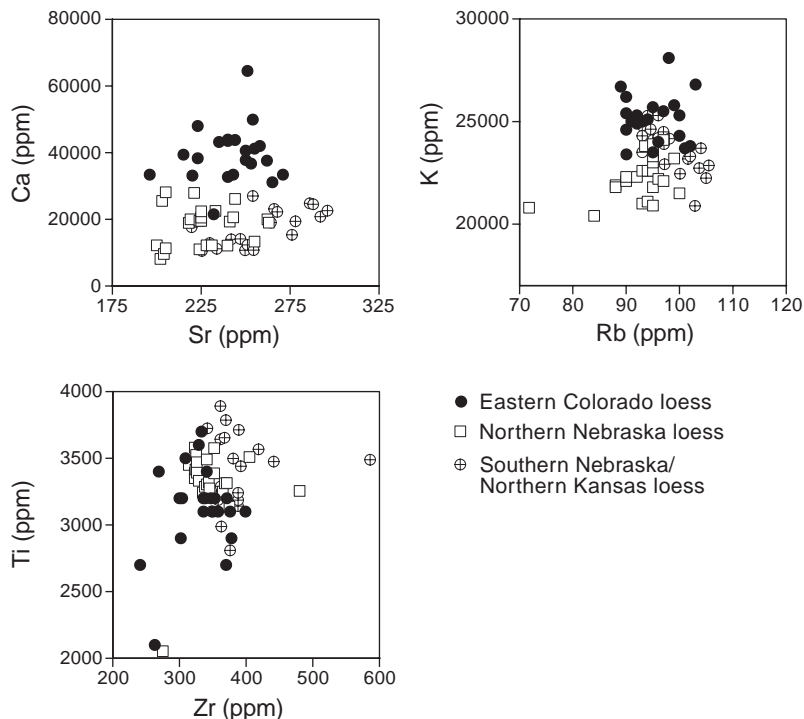 80000
60000
40000
20000
0
Ca (ppm)
175 225 275 325
Sr (ppm)
30000
25000
20000
K (ppm)
70 80 90 100 110 120
Rb (ppm)
4000
3500
3000
2500
2000
Ti (ppm)
200 300 400 500 600
Zr (ppm)
Eastern Colorado loess
Northern Nebraska loess
Southern Nebraska/
Northern Kansas loess